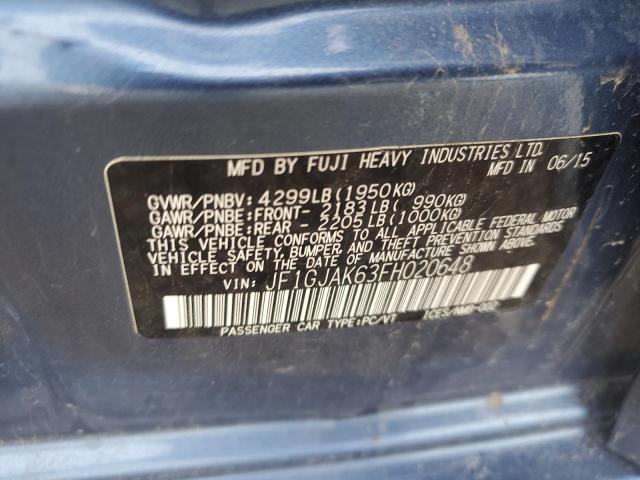 MFD BY FUJI HEAVY INDUSTRIES LTD.
MFD IN 06/15
GVWR/PNBV: 4299LB(1950KG)
GAWR/PNBE:FRONT- 2183LB( 990KG)
GAWR/PNBE:REAR - 2205LB(1000KG)
THIS VEHICLE CONFORMS TO ALL APPLICABLE FEDERAL MOTOR
VEHICLE SAFETY, BUMPER, AND THEFT PREVENTION STANDARDS
IN EFFECT ON THE DATE OF MANUFACTURE SHOWN ABOVE.
VIN: JF1GJAK63FH020648
PASSENGER CAR TYPE:PC/VT